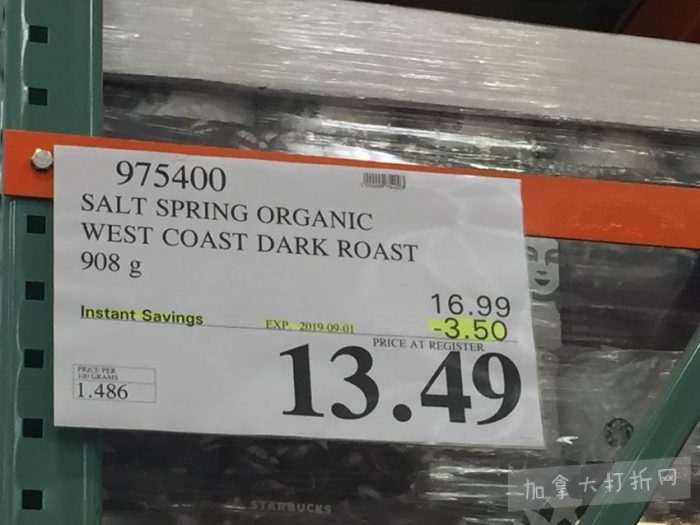 975400
SALT SPRING ORGANIC
WEST COAST DARK ROAST
908 g
16.99
Instant Savings EXP. 2019-09-01 -3.50
PRICE AT REGISTER
13.49
PRICE PER
100 GRAMS
1.486
STARBUCKS
加拿大打折网